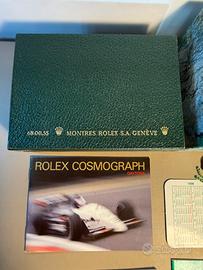 68.00.55 MONTRES ROLEX S.A. GENÈVE
ROLEX COSMOGRAPH
DAYTONA